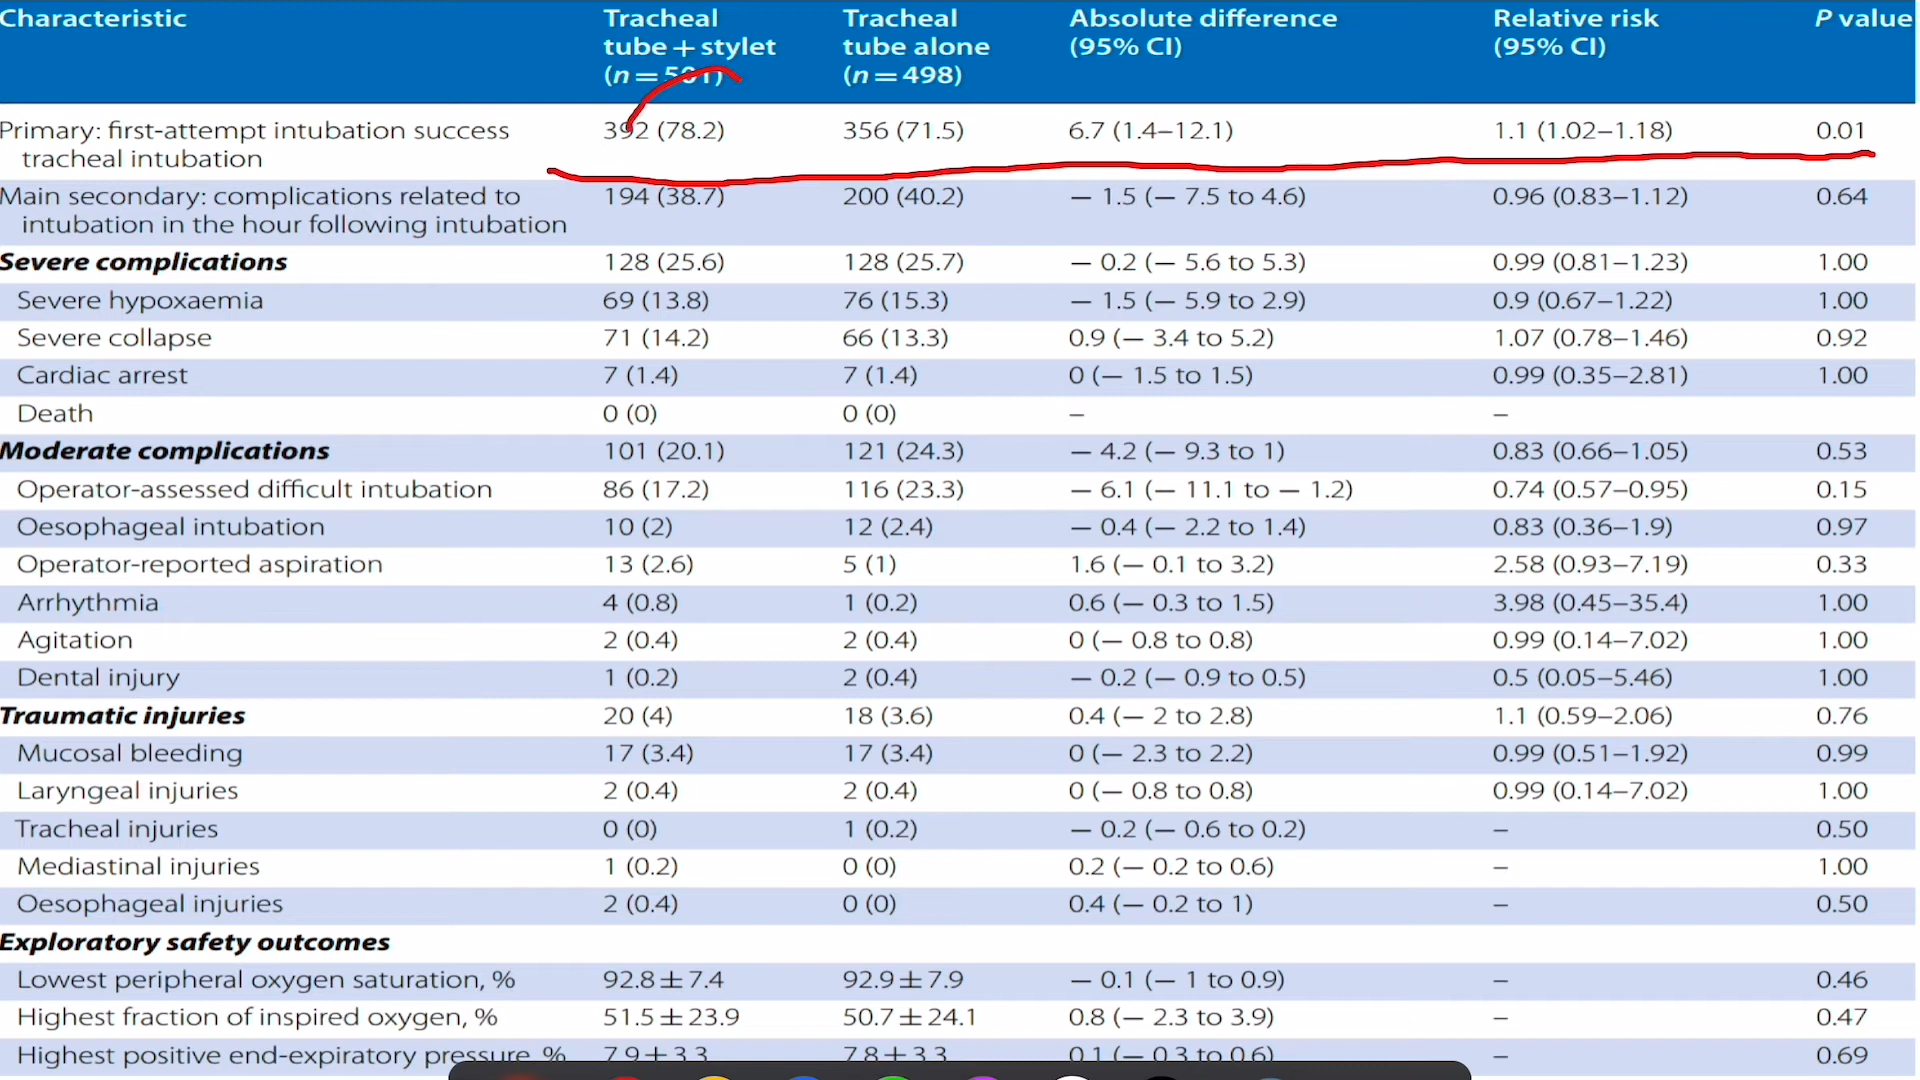 Characteristic Tracheal Tracheal Absolute difference Relative risk P value
tube + stylet tube alone (95% CI) (95% CI)
(n = 501) (n = 498)
Primary: first-attempt intubation success 392 (78.2) 356 (71.5) 6.7 (1.4–12.1) 1.1 (1.02–1.18) 0.01
tracheal intubation
Main secondary: complications related to 194 (38.7) 200 (40.2) − 1.5 (− 7.5 to 4.6) 0.96 (0.83–1.12) 0.64
intubation in the hour following intubation
Severe complications 128 (25.6) 128 (25.7) − 0.2 (− 5.6 to 5.3) 0.99 (0.81–1.23) 1.00
Severe hypoxaemia 69 (13.8) 76 (15.3) − 1.5 (− 5.9 to 2.9) 0.9 (0.67–1.22) 1.00
Severe collapse 71 (14.2) 66 (13.3) 0.9 (− 3.4 to 5.2) 1.07 (0.78–1.46) 0.92
Cardiac arrest 7 (1.4) 7 (1.4) 0 (− 1.5 to 1.5) 0.99 (0.35–2.81) 1.00
Death 0 (0) 0 (0) – –
Moderate complications 101 (20.1) 121 (24.3) − 4.2 (− 9.3 to 1) 0.83 (0.66–1.05) 0.53
Operator-assessed difficult intubation 86 (17.2) 116 (23.3) − 6.1 (− 11.1 to − 1.2) 0.74 (0.57–0.95) 0.15
Oesophageal intubation 10 (2) 12 (2.4) − 0.4 (− 2.2 to 1.4) 0.83 (0.36–1.9) 0.97
Operator-reported aspiration 13 (2.6) 5 (1) 1.6 (− 0.1 to 3.2) 2.58 (0.93–7.19) 0.33
Arrhythmia 4 (0.8) 1 (0.2) 0.6 (− 0.3 to 1.5) 3.98 (0.45–35.4) 1.00
Agitation 2 (0.4) 2 (0.4) 0 (− 0.8 to 0.8) 0.99 (0.14–7.02) 1.00
Dental injury 1 (0.2) 2 (0.4) − 0.2 (− 0.9 to 0.5) 0.5 (0.05–5.46) 1.00
Traumatic injuries 20 (4) 18 (3.6) 0.4 (− 2 to 2.8) 1.1 (0.59–2.06) 0.76
Mucosal bleeding 17 (3.4) 17 (3.4) 0 (− 2.3 to 2.2) 0.99 (0.51–1.92) 0.99
Laryngeal injuries 2 (0.4) 2 (0.4) 0 (− 0.8 to 0.8) 0.99 (0.14–7.02) 1.00
Tracheal injuries 0 (0) 1 (0.2) − 0.2 (− 0.6 to 0.2) – 0.50
Mediastinal injuries 1 (0.2) 0 (0) 0.2 (− 0.2 to 0.6) – 1.00
Oesophageal injuries 2 (0.4) 0 (0) 0.4 (− 0.2 to 1) – 0.50
Exploratory safety outcomes
Lowest peripheral oxygen saturation, % 92.8 ± 7.4 92.9 ± 7.9 − 0.1 (− 1 to 0.9) – 0.46
Highest fraction of inspired oxygen, % 51.5 ± 23.9 50.7 ± 24.1 0.8 (− 2.3 to 3.9) – 0.47
Highest positive end-expiratory pressure, % 7.9 ± 3.3 7.8 ± 3.3 0.1 (− 0.3 to 0.6) – 0.69